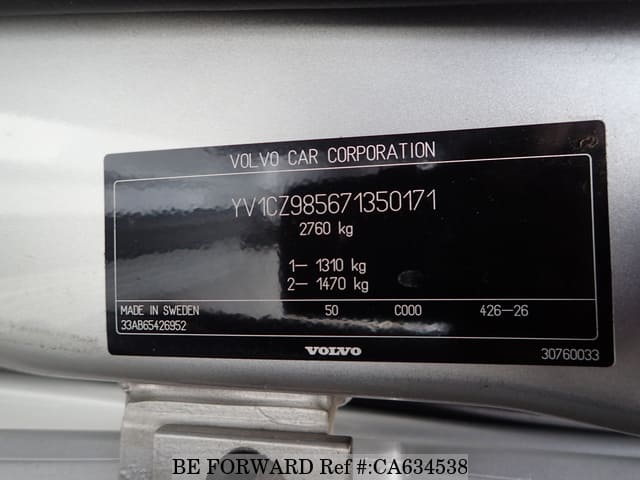 VOLVO CAR CORPORATION
YV1CZ985671350171
2760 kg
1- 1310 kg
2- 1470 kg
MADE IN SWEDEN 50 C000 426-26
33AB65426952
VOLVO
30760033
BE FORWARD Ref #:CA634538